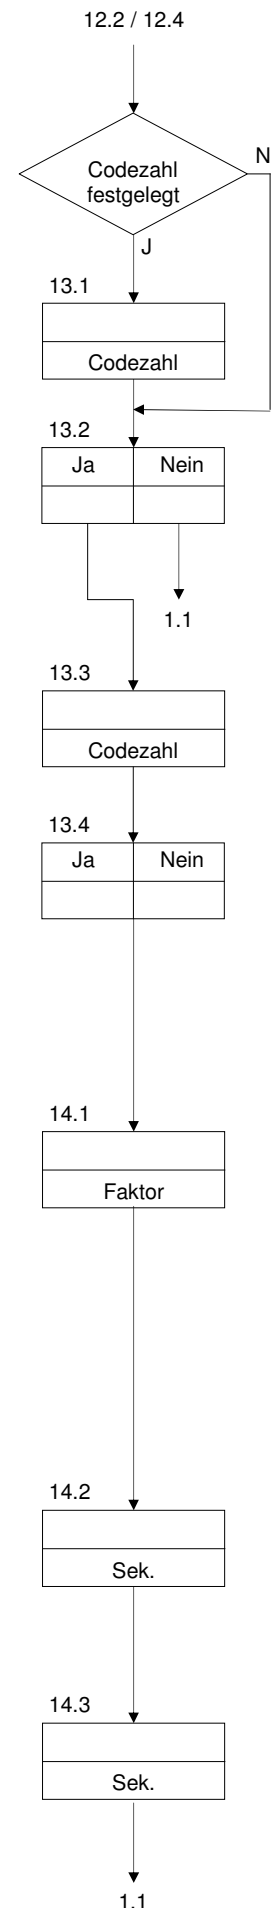 12.2 / 12.4
Codezahl
festgelegt
N
J
13.1
Codezahl
13.2
Ja Nein
1.1
13.3
Codezahl
13.4
Ja Nein
14.1
Faktor
14.2
Sek.
14.3
Sek.
1.1